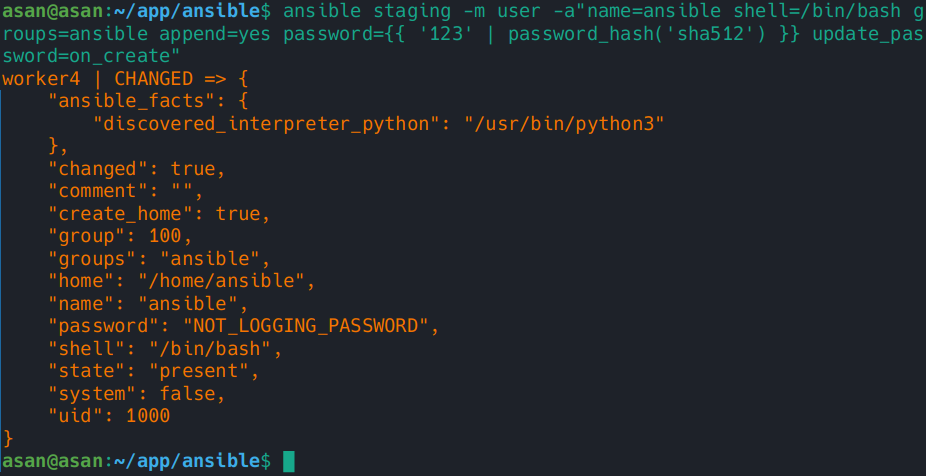 asan@asan:~/app/ansible$ ansible staging -m user -a"name=ansible shell=/bin/bash g
roups=ansible append=yes password={{ '123' | password_hash('sha512') }} update_pas
sword=on_create"
worker4 | CHANGED => {
    "ansible_facts": {
        "discovered_interpreter_python": "/usr/bin/python3"
    },
    "changed": true,
    "comment": "",
    "create_home": true,
    "group": 100,
    "groups": "ansible",
    "home": "/home/ansible",
    "name": "ansible",
    "password": "NOT_LOGGING_PASSWORD",
    "shell": "/bin/bash",
    "state": "present",
    "system": false,
    "uid": 1000
}
asan@asan:~/app/ansible$